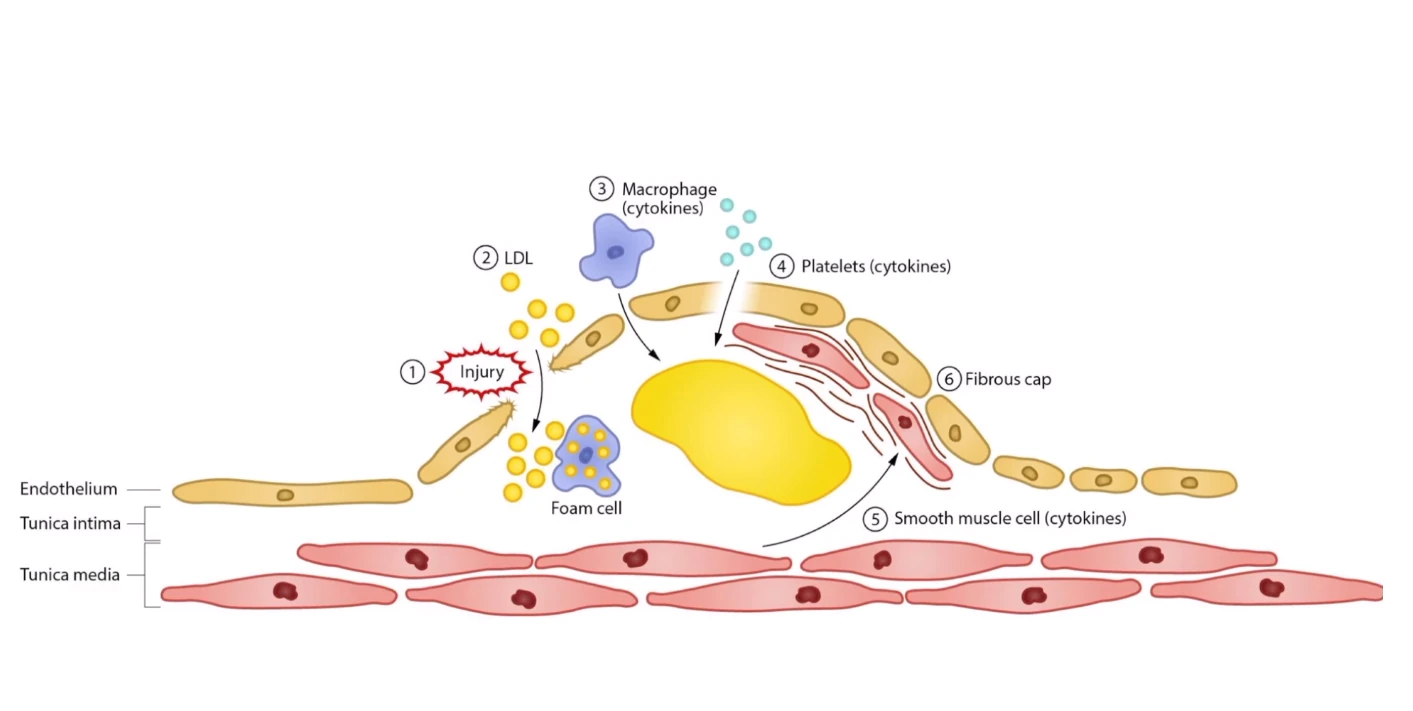 ③ Macrophage
(cytokines)
② LDL
④ Platelets (cytokines)
① Injury
⑥ Fibrous cap
Endothelium
Foam cell
Tunica intima
⑤ Smooth muscle cell (cytokines)
Tunica media